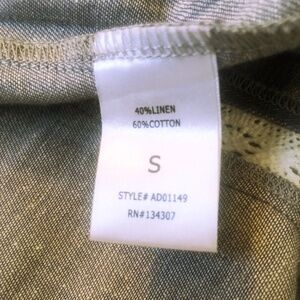 40%LINEN
60%COTTON
S
STYLE# AD01149
RN#134307